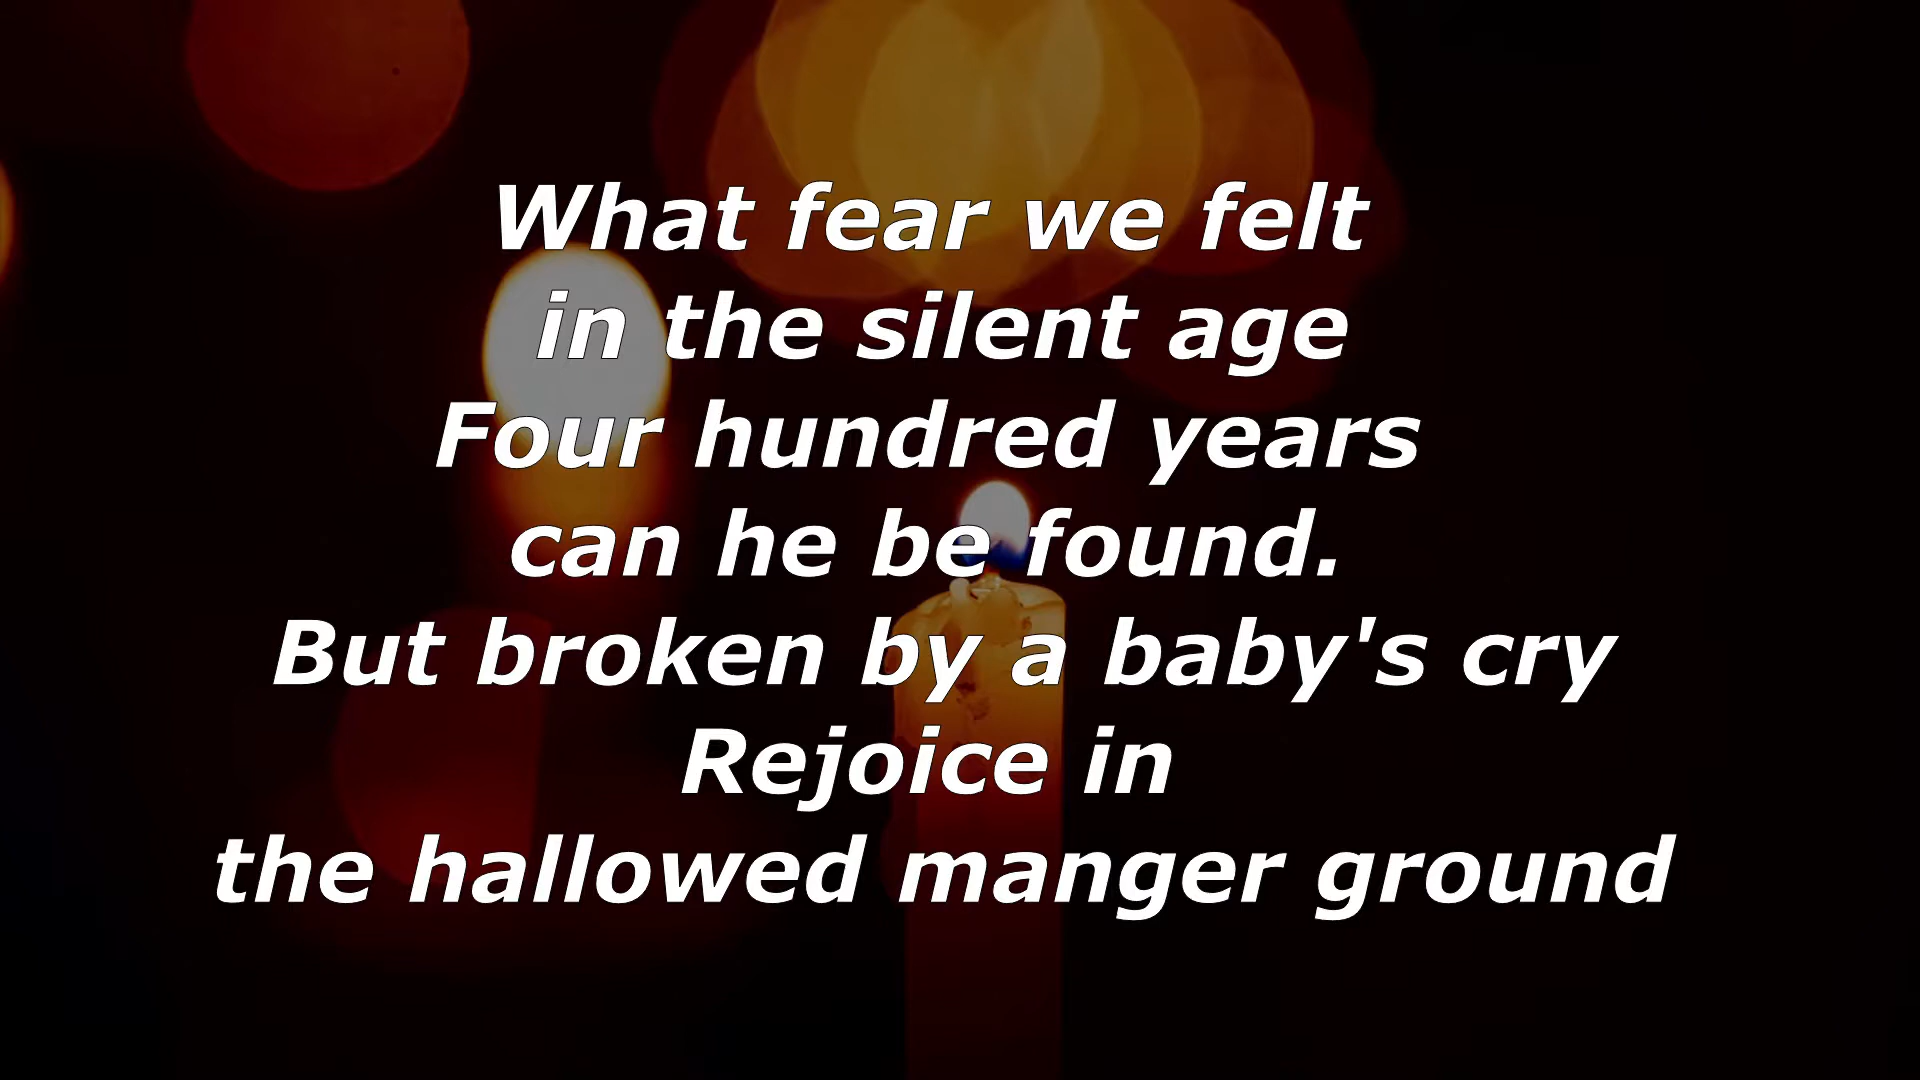 What fear we felt
in the silent age
Four hundred years
can he be found.
But broken by a baby's cry
Rejoice in
the hallowed manger ground